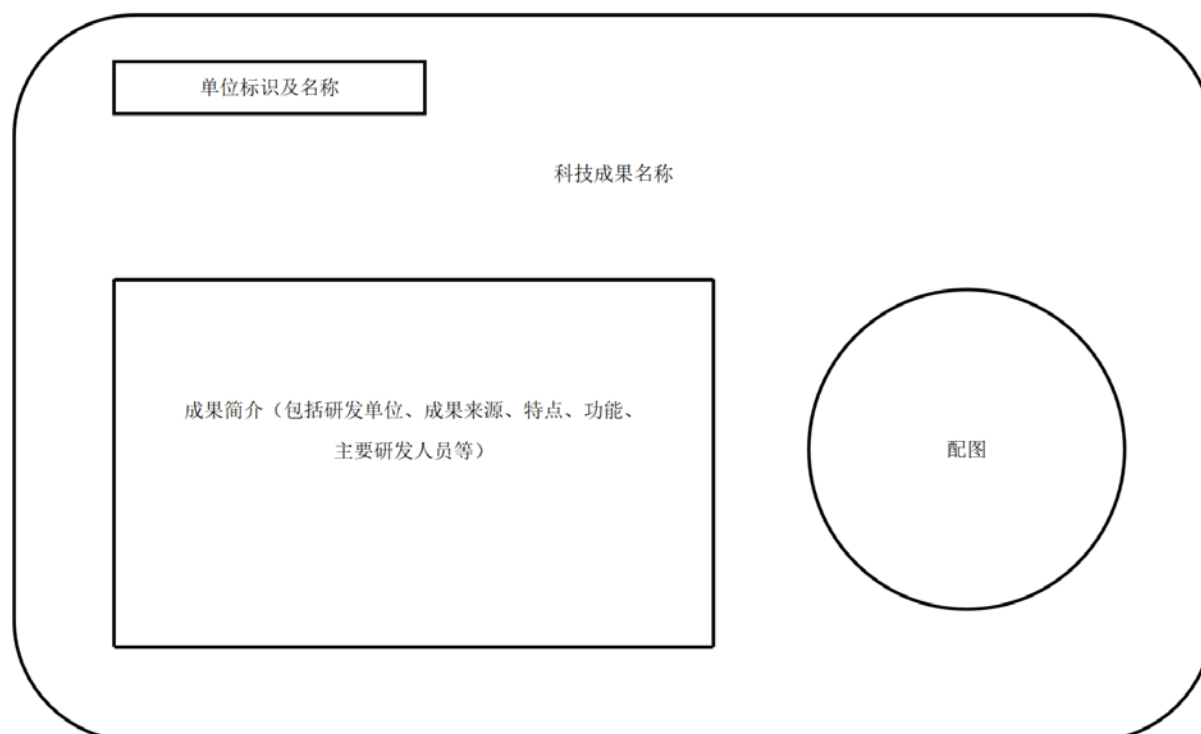 单位标识及名称
科技成果名称
成果简介（包括研发单位、成果来源、特点、功能、
主要研发人员等）
配图